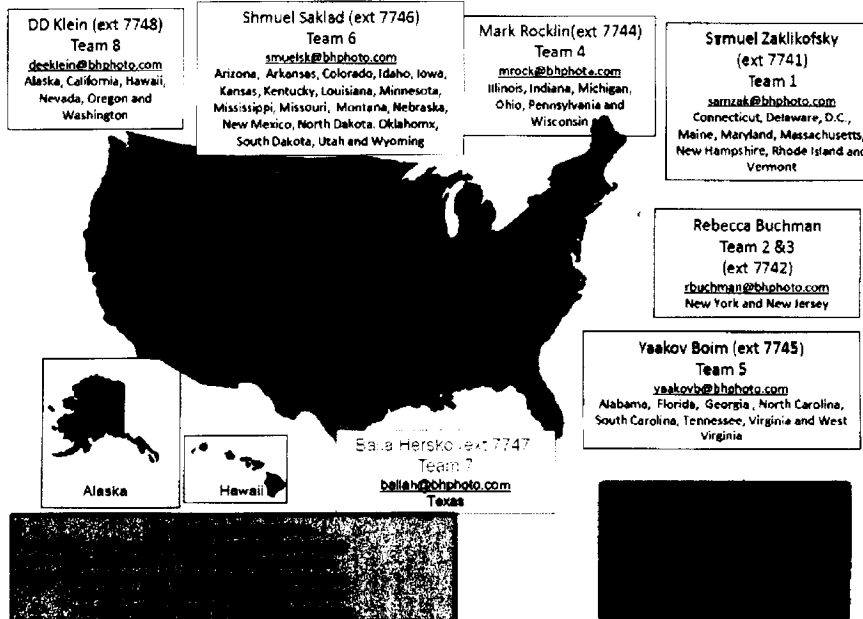 DD Klein (ext 7748)
Team 8
deeklein@bhphoto.com
Alaska, California, Hawaii,
Nevada, Oregon and
Washington
Shmuel Saklad (ext 7746)
Team 6
smuelsk@bhphoto.com
Arizona, Arkansas, Colorado, Idaho, Iowa,
Kansas, Kentucky, Louisiana, Minnesota,
Mississippi, Missouri, Montana, Nebraska,
New Mexico, North Dakota. Oklahomx,
South Dakota, Utah and Wyoming
Mark Rocklin(ext 7744)
Team 4
mrock@bhphoto.com
Illinois, Indiana, Michigan,
Ohio, Pennsylvania and
Wisconsin
Zaklikofsky
(ext 7741)
Team 1
samzak@bhphoto.com
Connecticut, Delaware, D.C.,
Maine, Maryland, Massachusetts,
New Hampshire, Rhode Island and
Vermont
Rebecca Buchman
Team 2 &3
(ext 7742)
rbuchman@bhphoto.com
New York and New Jersey
Yaakov Boim (ext 7745)
Team 5
yaakovb@bhphoto.com
Alabama, Florida, Georgia , North Carolina,
South Carolina, Tennessee, Virginia and West
Virginia
ext 7747
Team
ballah@bhphoto.com
Texas
Alaska
Hawaii